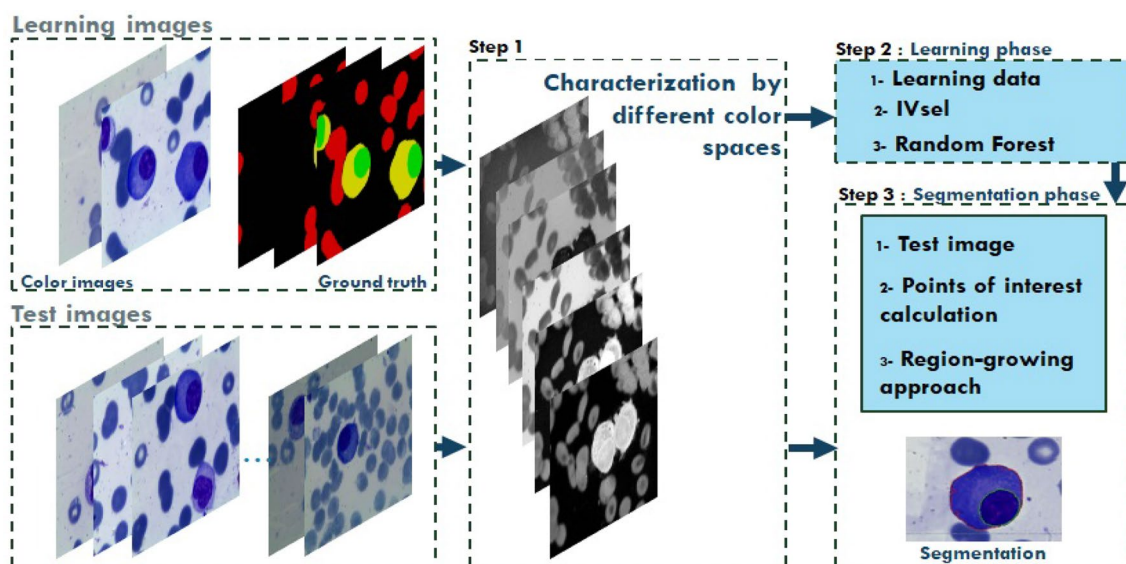 Learning images
Color images
Ground truth
Test images
...
Step 1
Characterization by
different color
spaces
Step 2 : Learning phase
1- Learning data
2- IVsel
3- Random Forest
Step 3 : Segmentation phase
1- Test image
2- Points of interest
calculation
3- Region-growing
approach
Segmentation